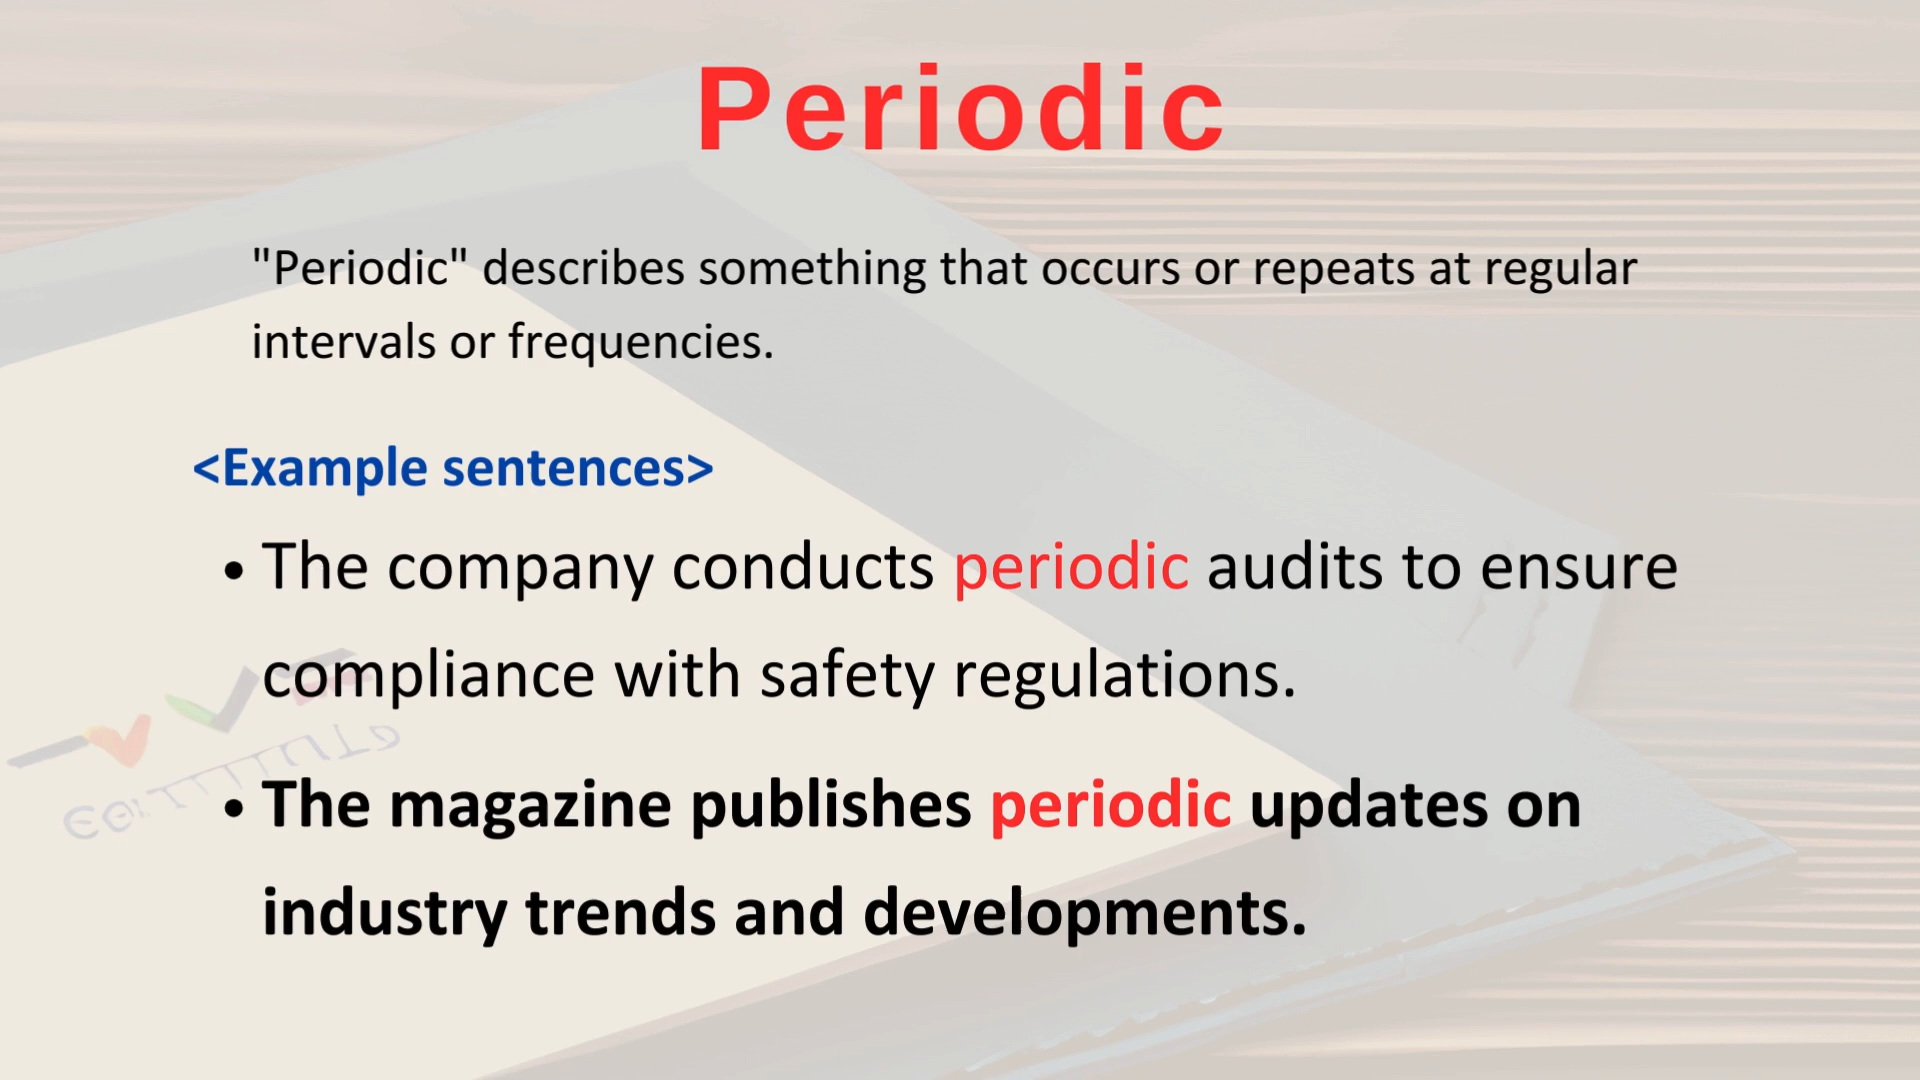 Periodic
"Periodic" describes something that occurs or repeats at regular
intervals or frequencies.
<Example sentences>
• The company conducts periodic audits to ensure
compliance with safety regulations.
• The magazine publishes periodic updates on
industry trends and developments.